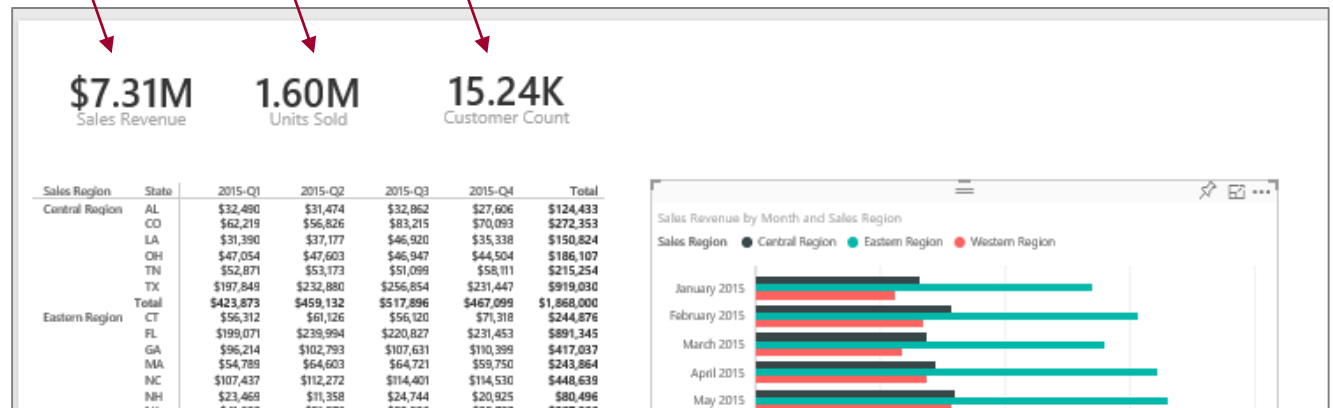 $7.31M 1.60M 15.24K
Sales Revenue Units Sold Customer Count
Sales Region State 2015-Q1 2015-Q2 2015-Q3 2015-Q4 Total
Central Region AL $32,490 $31,474 $32,862 $27,606 $124,433
CO $62,219 $56,826 $83,215 $70,093 $272,353
LA $31,390 $37,177 $46,920 $35,338 $150,824
OH $47,054 $47,603 $46,947 $44,504 $186,107
TN $52,871 $53,173 $51,099 $58,111 $215,254
TX $197,849 $232,880 $256,854 $231,447 $919,030
Total $423,873 $459,132 $517,896 $467,099 $1,868,000
Eastern Region CT $56,312 $61,126 $56,120 $71,318 $244,876
FL $199,071 $239,994 $220,827 $231,453 $891,345
GA $96,214 $102,793 $107,631 $110,399 $417,037
MA $54,789 $64,603 $64,721 $59,750 $243,864
NC $107,437 $112,272 $114,401 $114,530 $448,639
NH $23,469 $11,358 $24,744 $20,925 $80,496
Sales Revenue by Month and Sales Region
Sales Region Central Region Eastern Region Western Region
January 2015
February 2015
March 2015
April 2015
May 2015